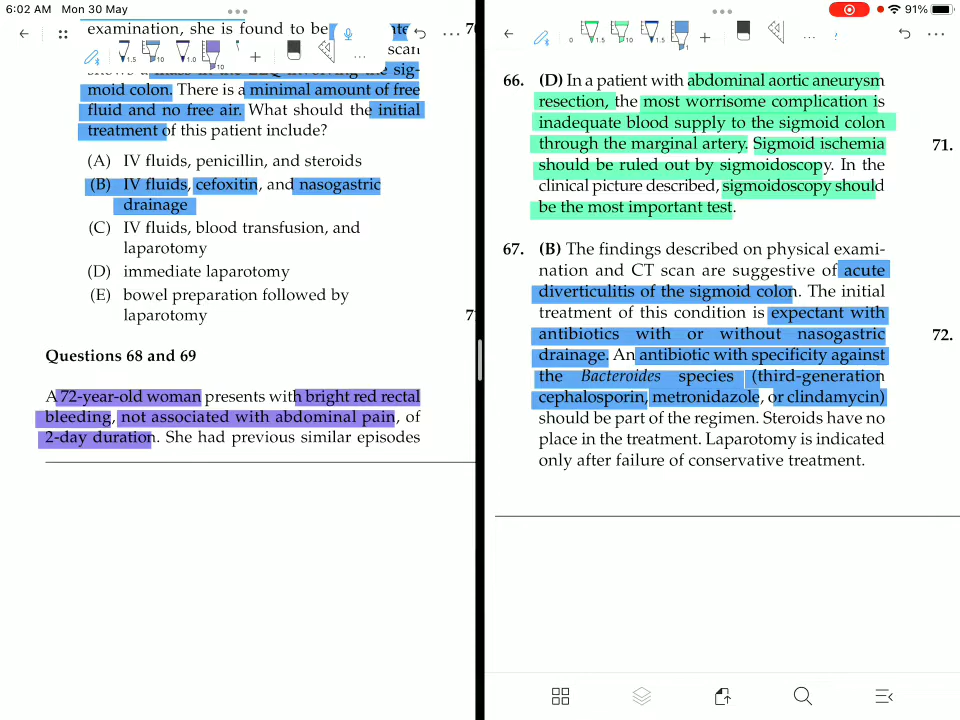 6:02 AM Mon 30 May
91%
examination, she is found to be
scan
moid colon. There is a minimal amount of free
fluid and no free air. What should the initial
treatment of this patient include?
(A) IV fluids, penicillin, and steroids
(B) IV fluids, cefoxitin, and nasogastric
drainage
(C) IV fluids, blood transfusion, and
laparotomy
(D) immediate laparotomy
(E) bowel preparation followed by
laparotomy
Questions 68 and 69
A 72-year-old woman presents with bright red rectal
bleeding, not associated with abdominal pain, of
2-day duration. She had previous similar episodes
66. (D) In a patient with abdominal aortic aneurysm
resection, the most worrisome complication is
inadequate blood supply to the sigmoid colon
through the marginal artery. Sigmoid ischemia
should be ruled out by sigmoidoscopy. In the
clinical picture described, sigmoidoscopy should
be the most important test.
71.
67. (B) The findings described on physical exami-
nation and CT scan are suggestive of acute
diverticulitis of the sigmoid colon. The initial
treatment of this condition is expectant with
antibiotics with or without nasogastric
drainage. An antibiotic with specificity against
the Bacteroides species (third-generation
cephalosporin, metronidazole, or clindamycin)
should be part of the regimen. Steroids have no
place in the treatment. Laparotomy is indicated
only after failure of conservative treatment.
72.